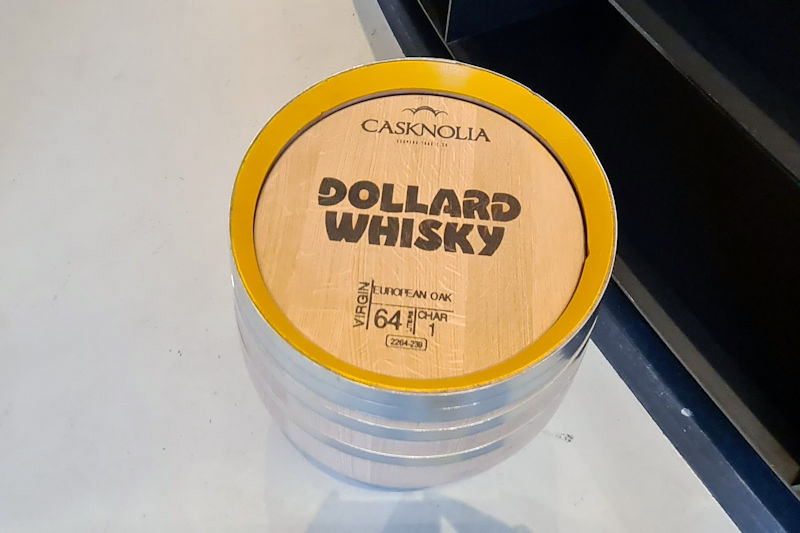 CASKNOLIA
DOLLARD
WHISKY
VIRGIN
EUROPEAN OAK
64
CHAR
1
2264-239